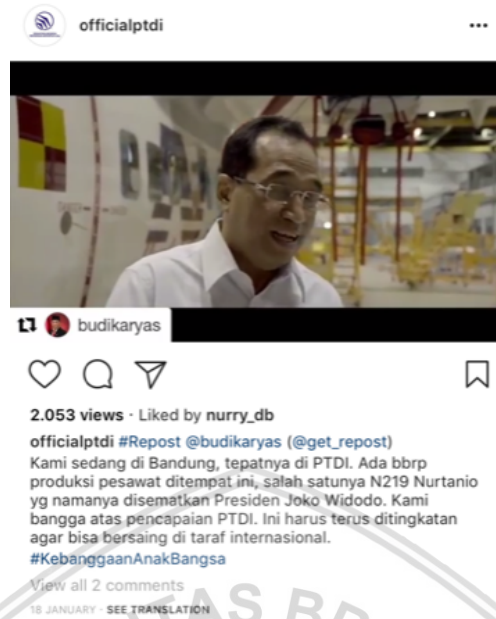 officialptdi
budikaryas
2.053 views · Liked by nurry_db
officialptdi #Repost @budikaryas (@get_repost)
Kami sedang di Bandung, tepatnya di PTDI. Ada bbrp
produksi pesawat ditempat ini, salah satunya N219 Nurtanio
yg namanya disematkan Presiden Joko Widodo. Kami
bangga atas pencapaian PTDI. Ini harus terus ditingkatan
agar bisa bersaing di taraf internasional.
#KebanggaanAnakBangsa
View all 2 comments
18 JANUARY · SEE TRANSLATION